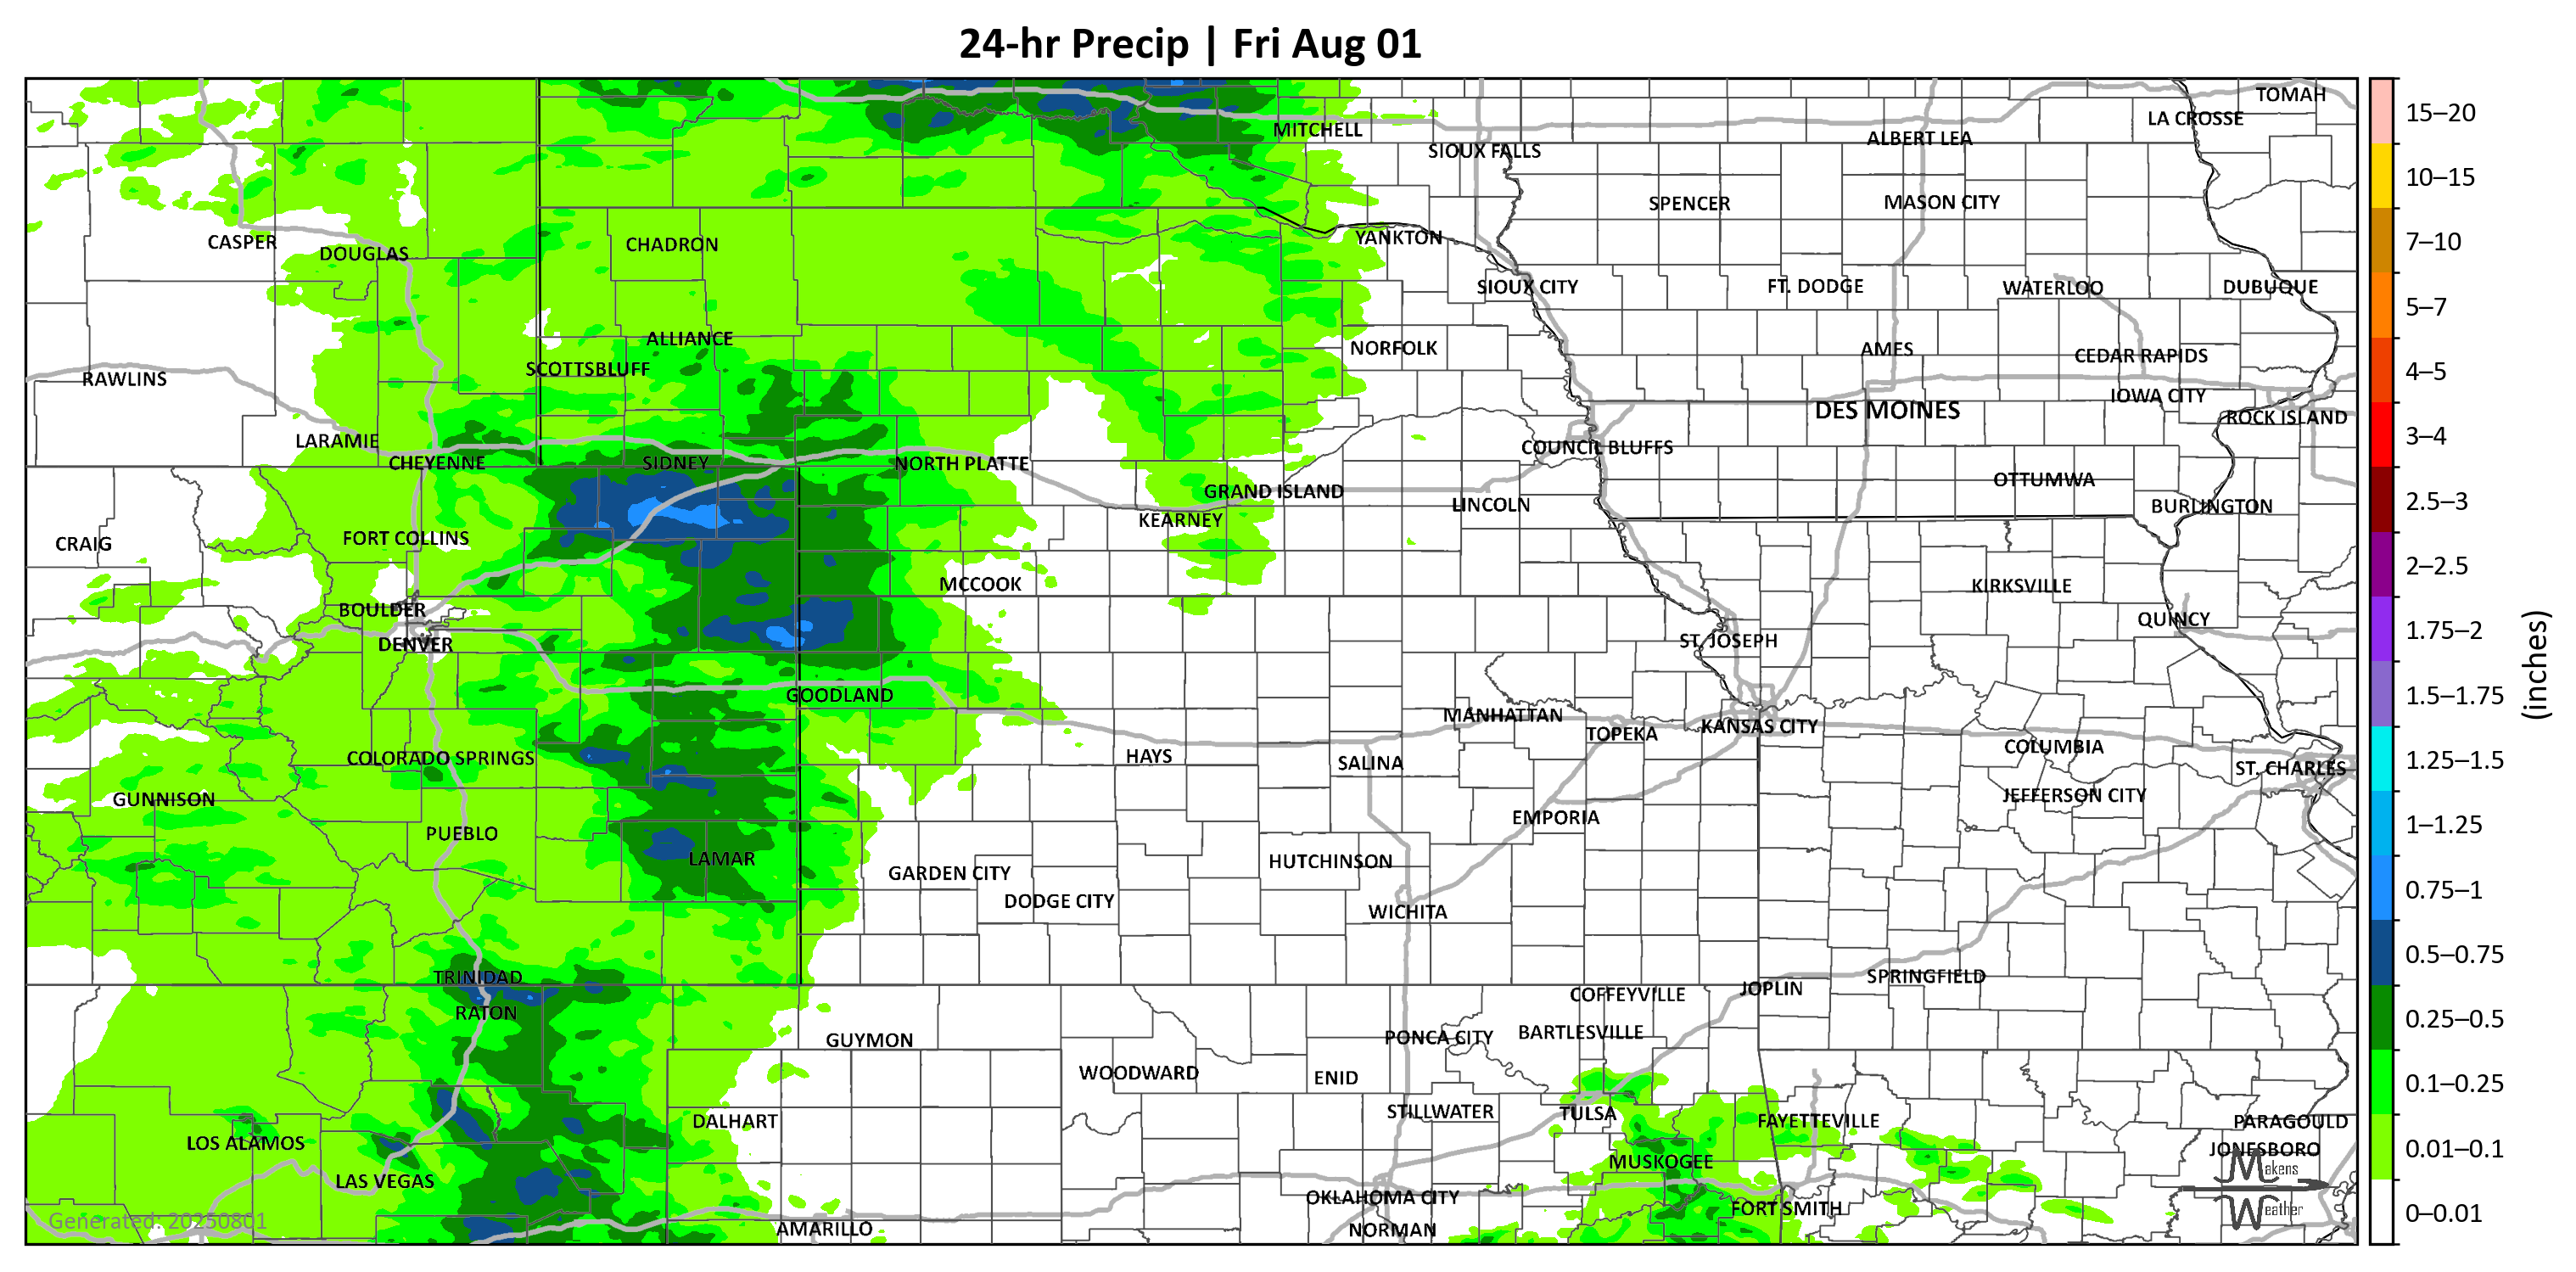 24-hr Precip | Fri Aug 01
TOMAH
LA CROSSE
MITCHELL
ALBERT LEA
SIOUX FALLS
SPENCER
MASON CITY
CASPER
DOUGLAS
CHADRON
YANKTON
SIOUX CITY
FT. DODGE
WATERLOO
DUBUQUE
ALLIANCE
NORFOLK
AMES
CEDAR RAPIDS
SCOTTSBLUFF
RAWLINS
IOWA CITY
DES MOINES
ROCK ISLAND
LARAMIE
COUNCIL BLUFFS
CHEYENNE
SIDNEY
NORTH PLATTE
OTTUMWA
GRAND ISLAND
LINCOLN
BURLINGTON
KEARNEY
FORT COLLINS
CRAIG
MCCOOK
KIRKSVILLE
BOULDER
QUINCY
DENVER
ST. JOSEPH
GOODLAND
MANHATTAN
TOPEKA
KANSAS CITY
COLUMBIA
COLORADO SPRINGS
HAYS
SALINA
ST. CHARLES
GUNNISON
JEFFERSON CITY
EMPORIA
PUEBLO
LAMAR
HUTCHINSON
GARDEN CITY
DODGE CITY
WICHITA
TRINIDAD
SPRINGFIELD
JOPLIN
COFFEYVILLE
RATON
BARTLESVILLE
GUYMON
PONCA CITY
WOODWARD
ENID
STILLWATER
TULSA
DALHART
FAYETTEVILLE
PARAGOULD
LOS ALAMOS
JONESBORO
MUSKOGEE
LAS VEGAS
OKLAHOMA CITY
FORT SMITH
AMARILLO
NORMAN
Generated: 20250801
Makens
Weather
15–20
10–15
7–10
5–7
4–5
3–4
2.5–3
2–2.5
1.75–2
1.5–1.75
1.25–1.5
1–1.25
0.75–1
0.5–0.75
0.25–0.5
0.1–0.25
0.01–0.1
0–0.01
(inches)